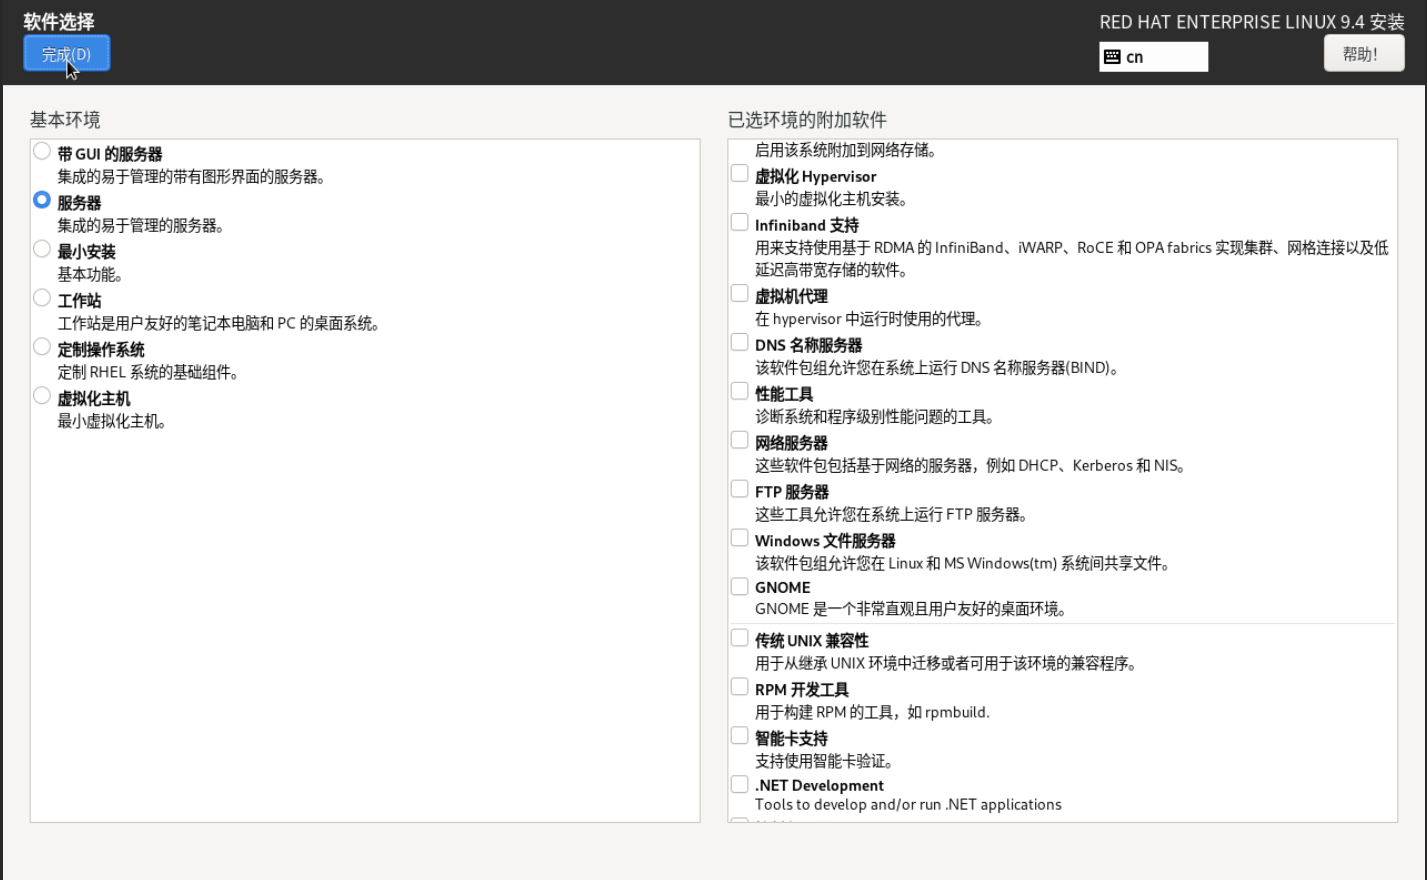 软件选择
完成(D)
RED HAT ENTERPRISE LINUX 9.4 安装
cn
帮助！
基本环境
带 GUI 的服务器
集成的易于管理的带有图形界面的服务器。
服务器
集成的易于管理的服务器。
最小安装
基本功能。
工作站
工作站是用户友好的笔记本电脑和 PC 的桌面系统。
定制操作系统
定制 RHEL 系统的基础组件。
虚拟化主机
最小虚拟化主机。
已选环境的附加软件
启用该系统附加到网络存储。
虚拟化 Hypervisor
最小的虚拟化主机安装。
Infiniband 支持
用来支持使用基于 RDMA 的 InfiniBand、iWARP、RoCE 和 OPA fabrics 实现集群、网格连接以及低
延迟高带宽存储的软件。
虚拟机代理
在 hypervisor 中运行时使用的代理。
DNS 名称服务器
该软件包组允许您在系统上运行 DNS 名称服务器(BIND)。
性能工具
诊断系统和程序级别性能问题的工具。
网络服务器
这些软件包包括基于网络的服务器，例如 DHCP、Kerberos 和 NIS。
FTP 服务器
这些工具允许您在系统上运行 FTP 服务器。
Windows 文件服务器
该软件包组允许您在 Linux 和 MS Windows(tm) 系统间共享文件。
GNOME
GNOME 是一个非常直观且用户友好的桌面环境。
传统 UNIX 兼容性
用于从继承 UNIX 环境中迁移或者可用于该环境的兼容程序。
RPM 开发工具
用于构建 RPM 的工具，如 rpmbuild.
智能卡支持
支持使用智能卡验证。
.NET Development
Tools to develop and/or run .NET applications